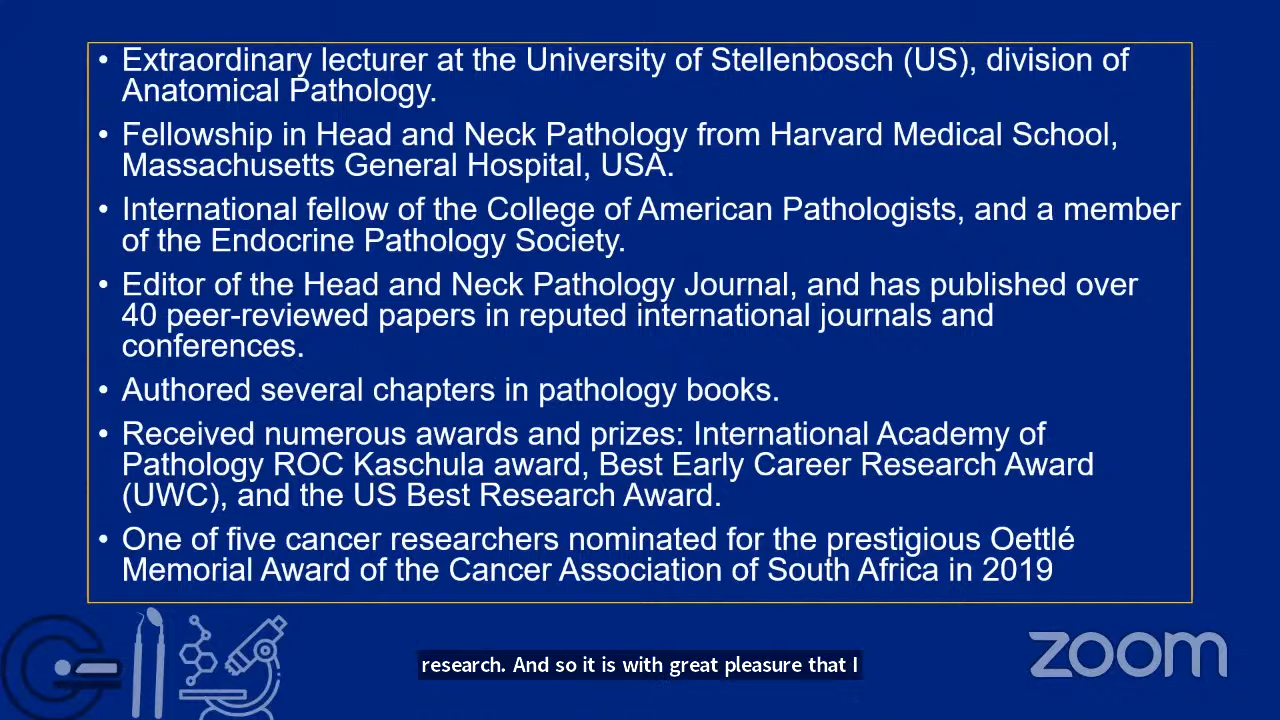 • Extraordinary lecturer at the University of Stellenbosch (US), division of
Anatomical Pathology.
• Fellowship in Head and Neck Pathology from Harvard Medical School,
Massachusetts General Hospital, USA.
• International fellow of the College of American Pathologists, and a member
of the Endocrine Pathology Society.
• Editor of the Head and Neck Pathology Journal, and has published over
40 peer-reviewed papers in reputed international journals and
conferences.
• Authored several chapters in pathology books.
• Received numerous awards and prizes: International Academy of
Pathology ROC Kaschula award, Best Early Career Research Award
(UWC), and the US Best Research Award.
• One of five cancer researchers nominated for the prestigious Oettlé
Memorial Award of the Cancer Association of South Africa in 2019
zoom
research. And so it is with great pleasure that I